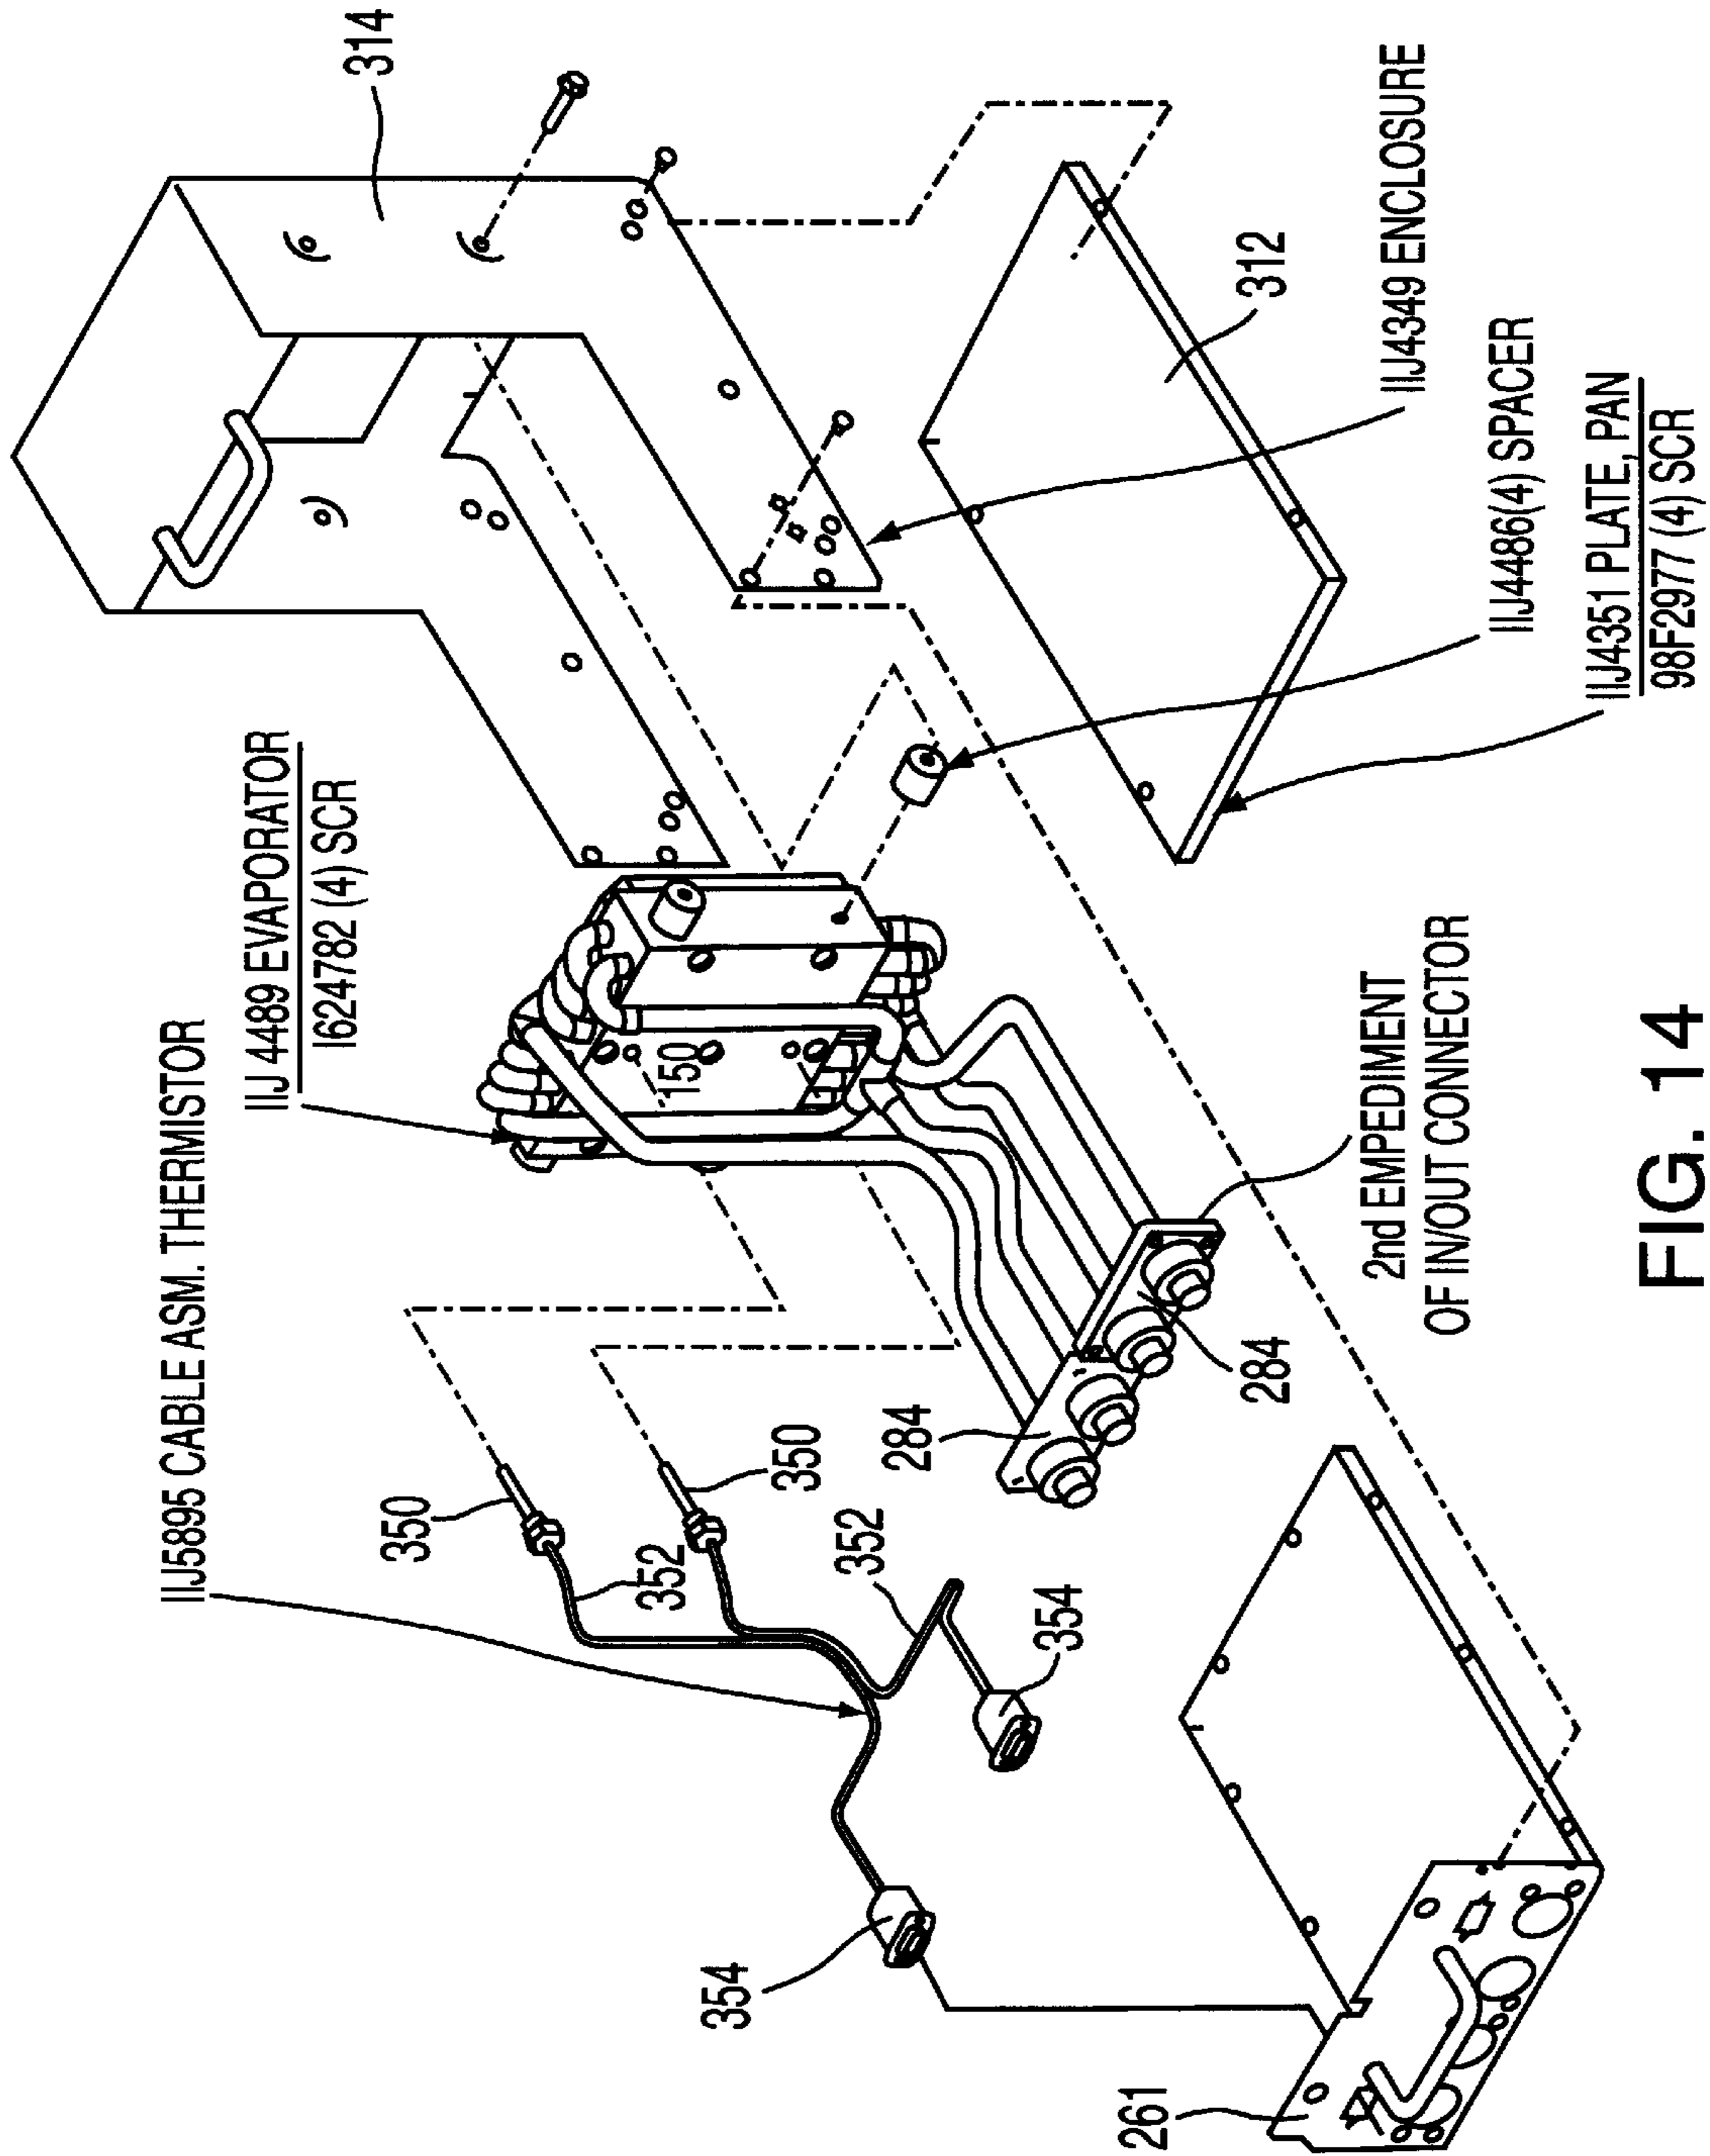 314
IIJ5895 CABLE ASM. THERMISTOR
IIJ 4489 EVAPORATOR
I624782 (4) SCR
350
352
350
352
354
354
150
284
284
261
312
2nd EMPEDIMENT
OF IN/OUT CONNECTOR
IIJ4349 ENCLOSURE
IIJ4486(4) SPACER
IIJ4351 PLATE, PAN
98F2977 (4) SCR
FIG. 14